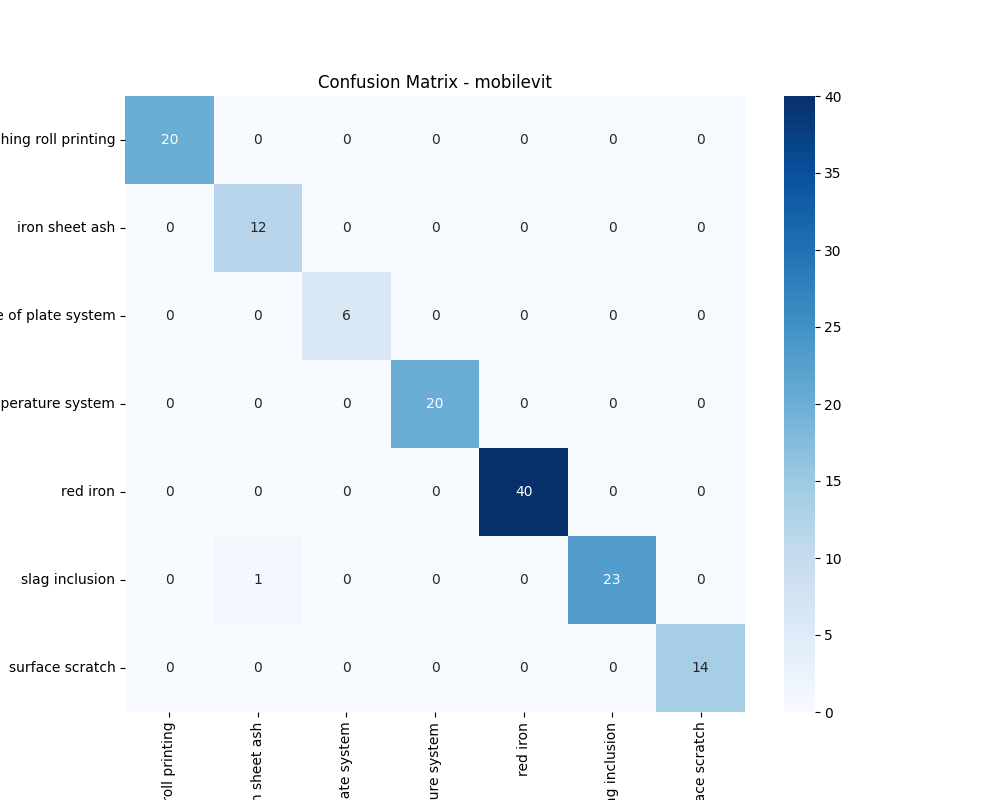 Confusion Matrix - mobilevit
hing roll printing 20 0 0 0 0 0 0
iron sheet ash 0 12 0 0 0 0 0
e of plate system 0 0 6 0 0 0 0
perature system 0 0 0 20 0 0 0
red iron 0 0 0 0 40 0 0
slag inclusion 0 1 0 0 0 23 0
surface scratch 0 0 0 0 0 0 14
roll printing
n sheet ash
ate system
ure system
red iron
ng inclusion
ace scratch
40
35
30
25
20
15
10
5
0